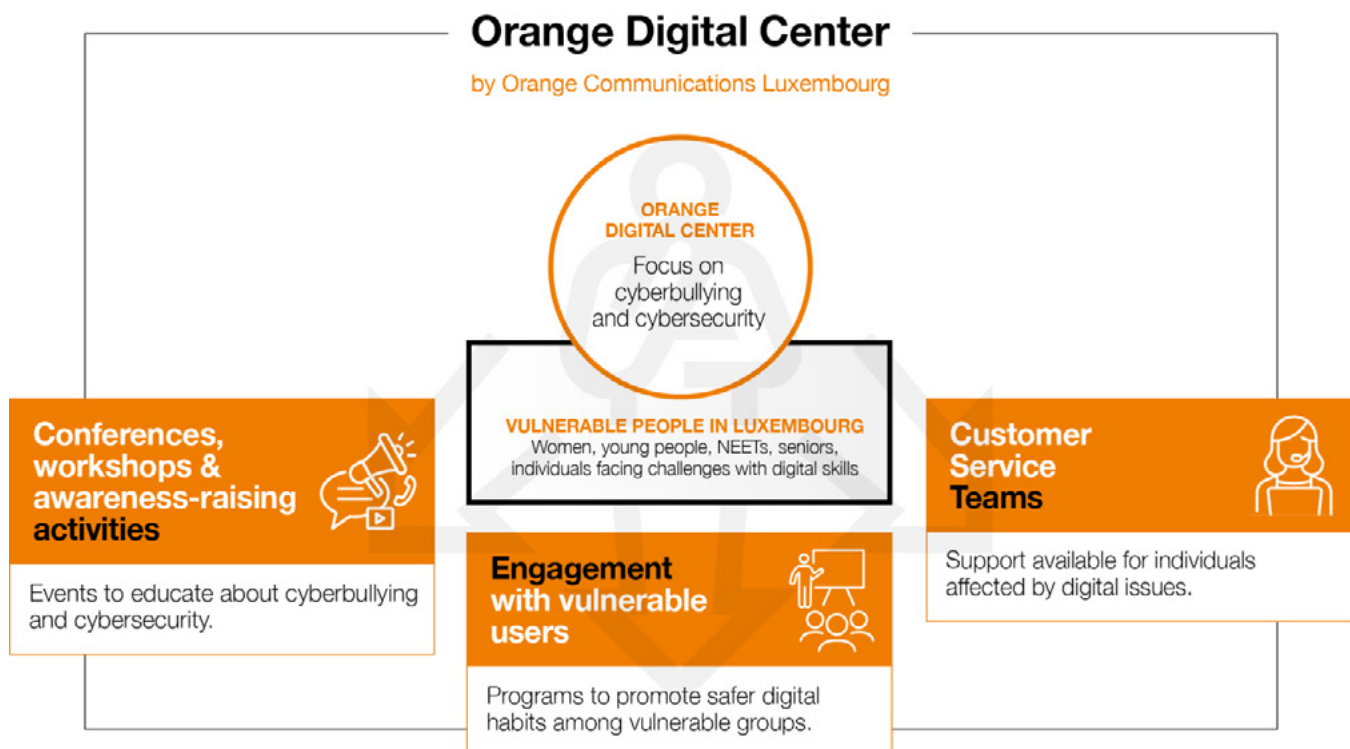 Orange Digital Center
by Orange Communications Luxembourg
ORANGE
DIGITAL CENTER
Focus on
cyberbullying
and cybersecurity
VULNERABLE PEOPLE IN LUXEMBOURG
Women, young people, NEETs, seniors,
individuals facing challenges with digital skills
Conferences,
workshops &
awareness-raising
activities
Events to educate about cyberbullying
and cybersecurity.
Engagement
with vulnerable
users
Programs to promote safer digital
habits among vulnerable groups.
Customer
Service
Teams
Support available for individuals
affected by digital issues.